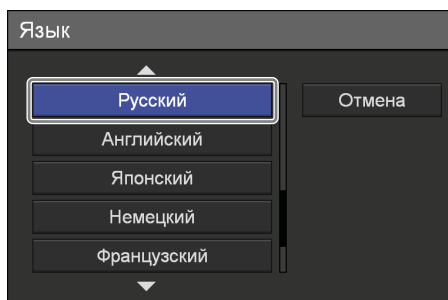 Язык
Русский
Отмена
Английский
Японский
Немецкий
Французский